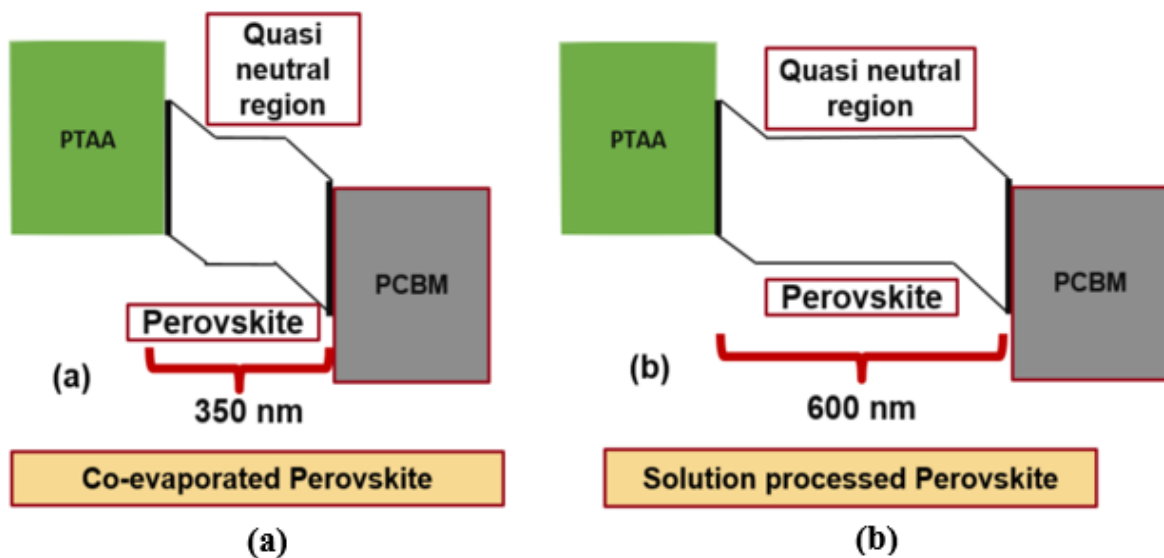 Quasi
neutral
region
PTAA
PCBM
Perovskite
(a)
350 nm
Co-evaporated Perovskite
(a)
Quasi neutral
region
PTAA
PCBM
Perovskite
(b)
600 nm
Solution processed Perovskite
(b)